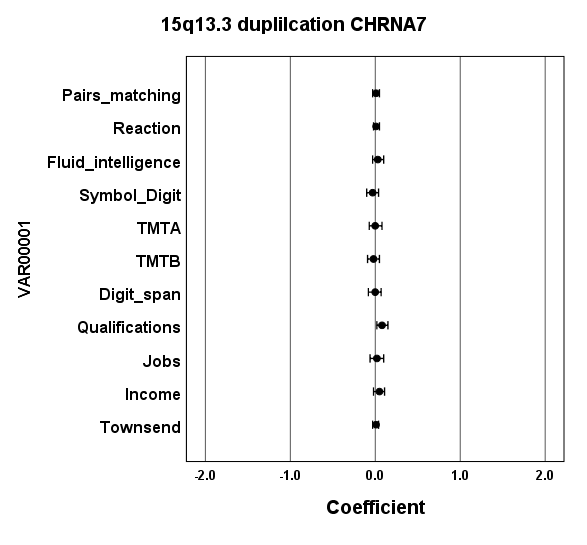 15q13.3 duplilcation CHRNA7
VAR00001
Pairs_matching
Reaction
Fluid_intelligence
Symbol_Digit
TMTA
TMTB
Digit_span
Qualifications
Jobs
Income
Townsend
-2.0 -1.0 0.0 1.0 2.0
Coefficient